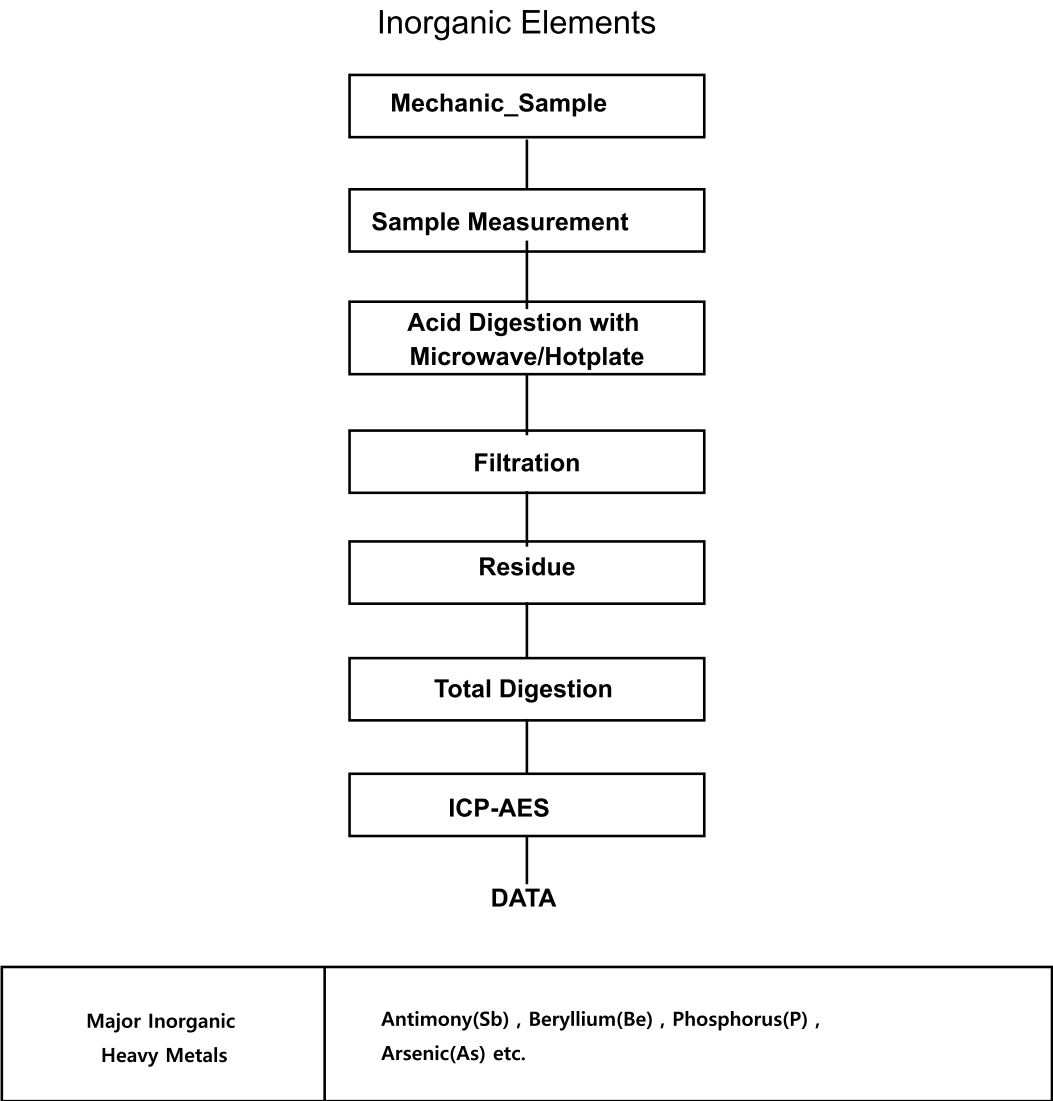 Inorganic Elements
Mechanic_Sample
Sample Measurement
Acid Digestion with
Microwave/Hotplate
Filtration
Residue
Total Digestion
ICP-AES
DATA
Major Inorganic
Heavy Metals
Antimony(Sb) , Beryllium(Be) , Phosphorus(P) ,
Arsenic(As) etc.